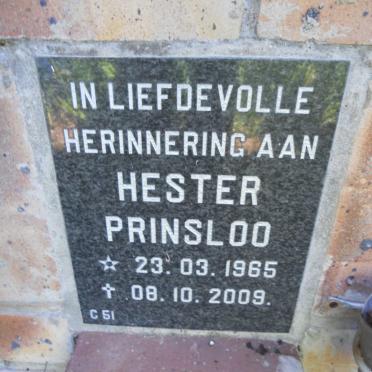 IN LIEFDEVOLLE
HERINNERING AAN
HESTER
PRINSLOO
☆ 23. 03. 1965
✝ 08. 10. 2009.
C 51